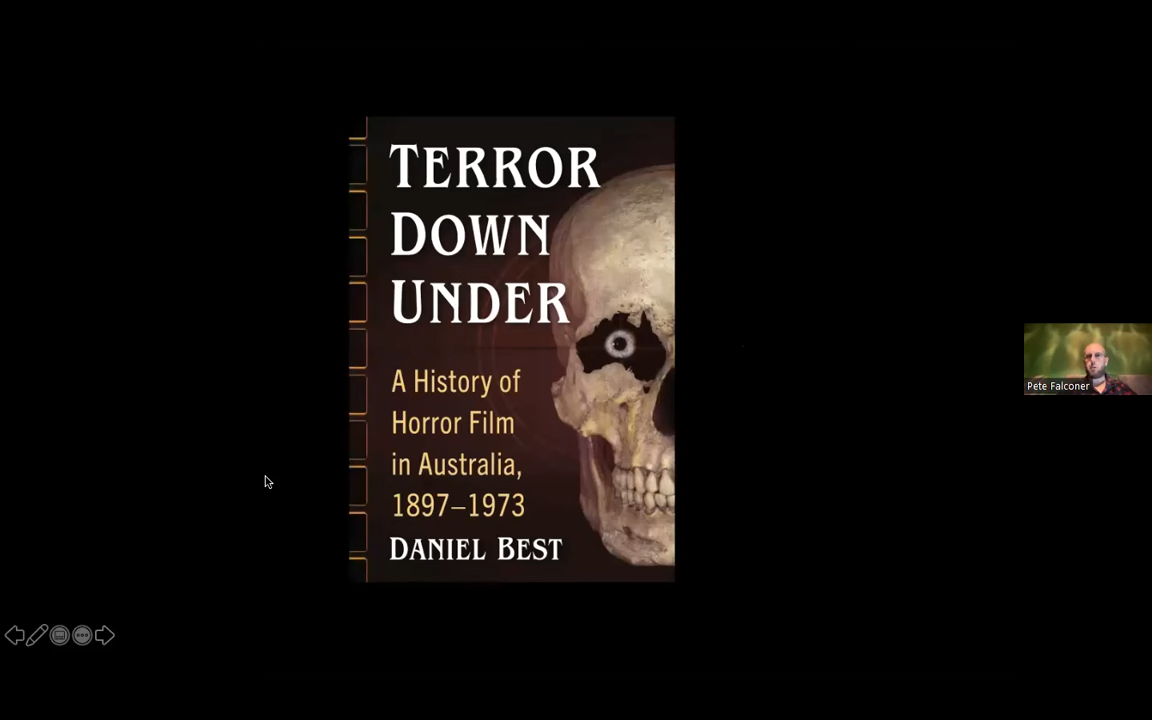 TERROR
DOWN
UNDER
A History of
Horror Film
in Australia,
1897–1973
DANIEL BEST
Pete Falconer